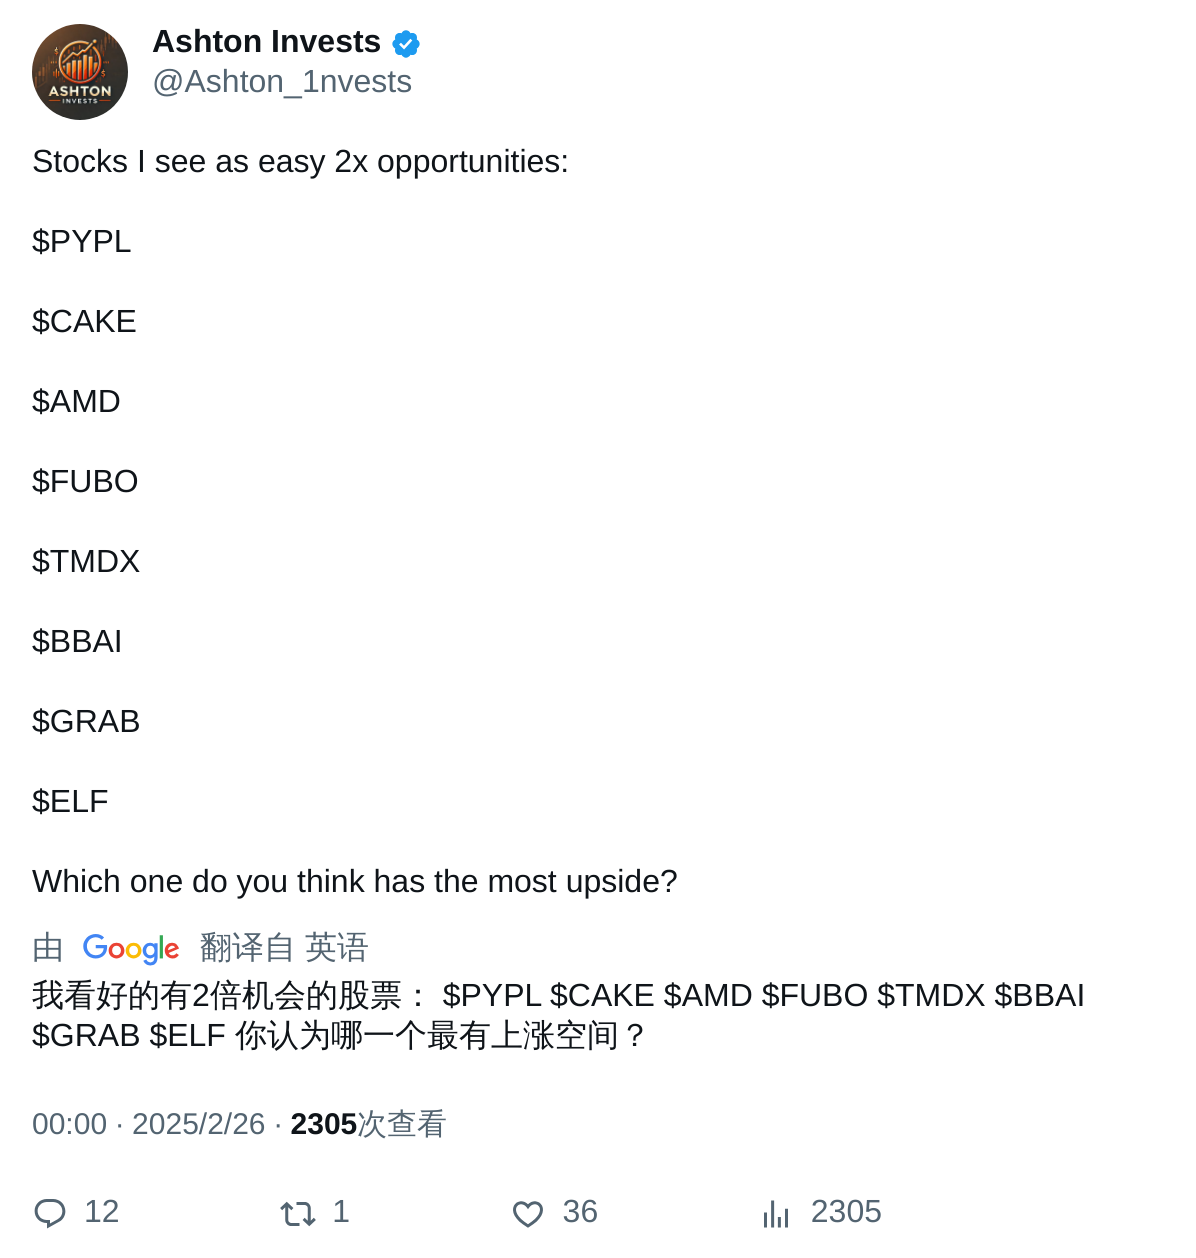 ASHTON
INVESTS
Ashton Invests
@Ashton_1nvests
Stocks I see as easy 2x opportunities:
$PYPL
$CAKE
$AMD
$FUBO
$TMDX
$BBAI
$GRAB
$ELF
Which one do you think has the most upside?
由 Google 翻译自 英语
我看好的有2倍机会的股票： $PYPL $CAKE $AMD $FUBO $TMDX $BBAI
$GRAB $ELF 你认为哪一个最有上涨空间？
00:00 · 2025/2/26 · 2305次查看
12 1 36 2305